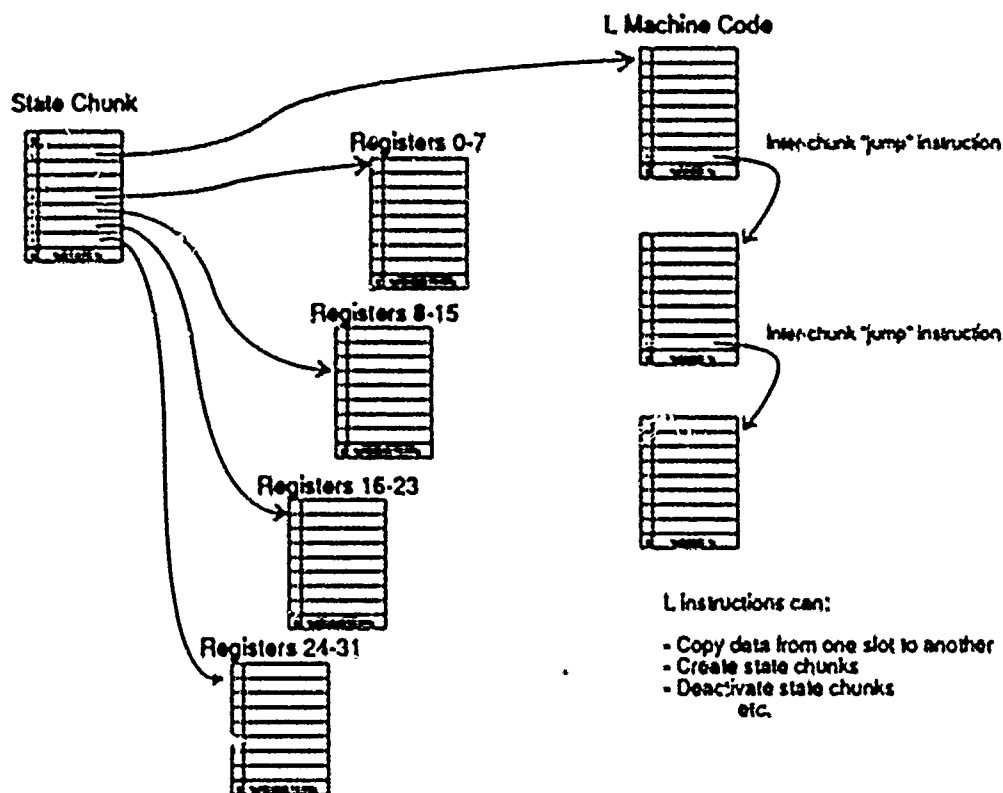 L Machine Code
State Chunk
Registers 0-7
Inter-chunk "jump" instruction
Registers 8-15
Inter-chunk "jump" instruction
Registers 16-23
L instructions can:
- Copy data from one slot to another
- Create state chunks
- Deactivate state chunks
etc.
Registers 24-31